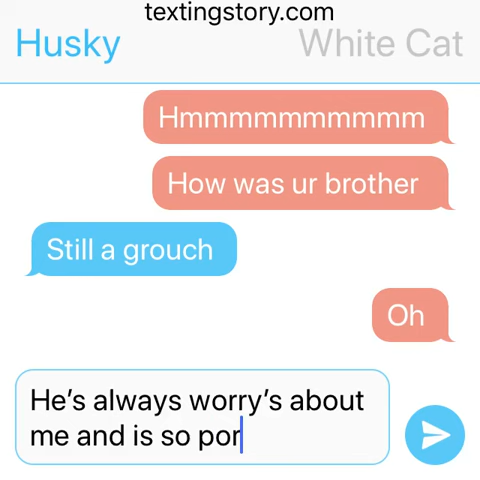 textingstory.com
Husky White Cat
Hmmmmmmmmmm
How was ur brother
Still a grouch
Oh
He’s always worry’s about
me and is so por